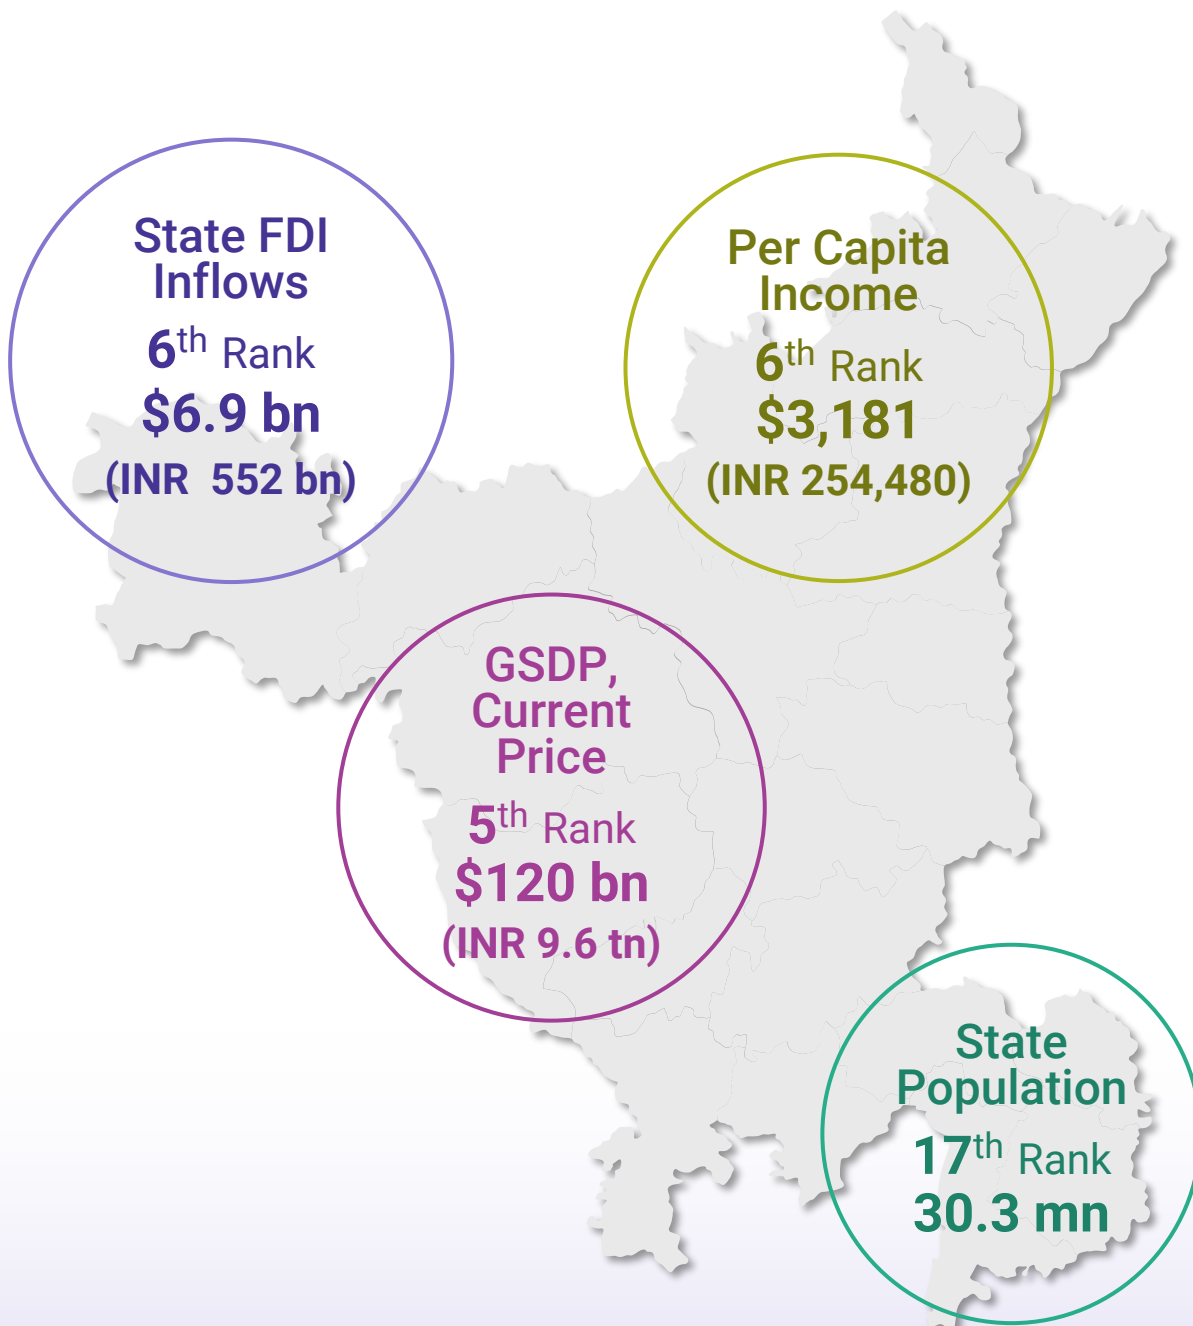 State FDI
Inflows
6th Rank
$6.9 bn
(INR 552 bn)
Per Capita
Income
6th Rank
$3,181
(INR 254,480)
GSDP,
Current
Price
5th Rank
$120 bn
(INR 9.6 tn)
State
Population
17th Rank
30.3 mn